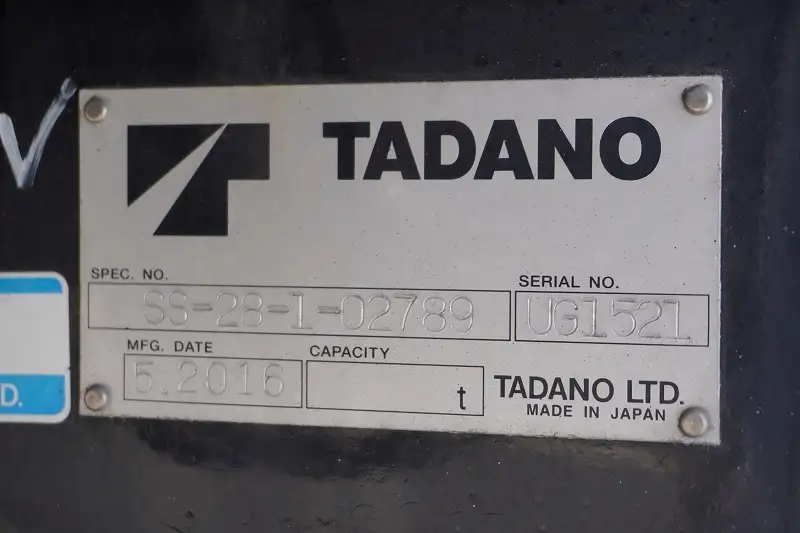 TADANO
SPEC. NO.
SS-28-1-02789
SERIAL NO.
UG1521
MFG. DATE
5.2016
CAPACITY
t
TADANO LTD.
MADE IN JAPAN
V
D.